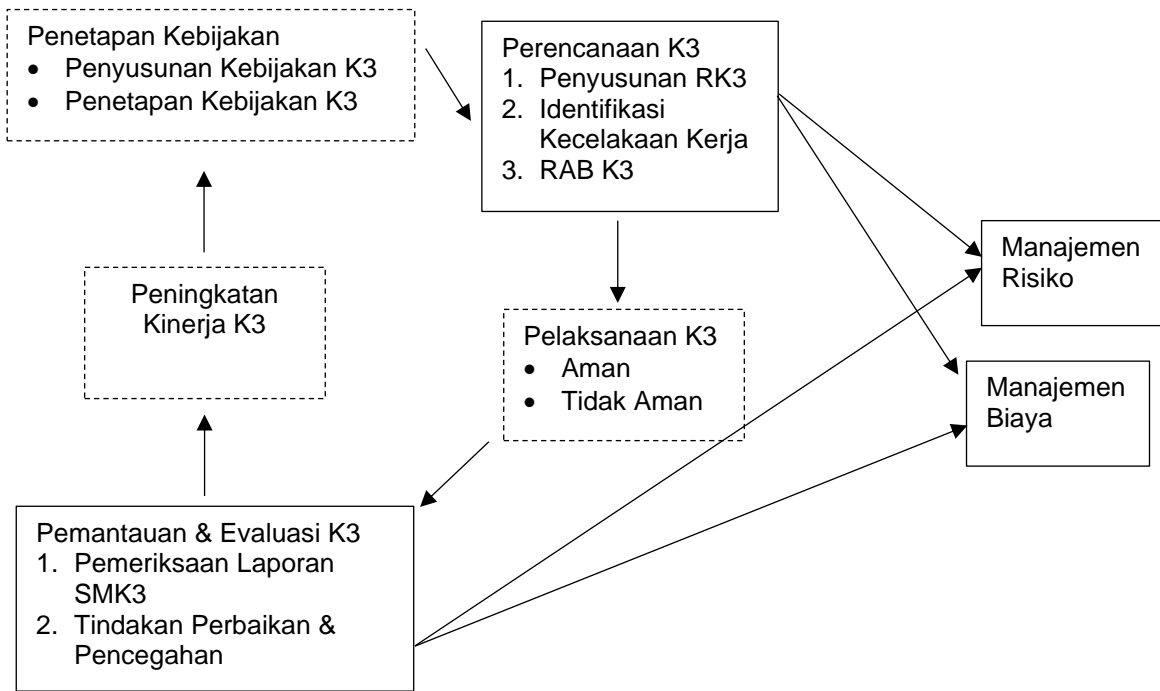 Penetapan Kebijakan
• Penyusunan Kebijakan K3
• Penetapan Kebijakan K3
Perencanaan K3
1. Penyusunan RK3
2. Identifikasi
Kecelakaan Kerja
3. RAB K3
Manajemen
Risiko
Peningkatan
Kinerja K3
Pelaksanaan K3
• Aman
• Tidak Aman
Manajemen
Biaya
Pemantauan & Evaluasi K3
1. Pemeriksaan Laporan
SMK3
2. Tindakan Perbaikan &
Pencegahan